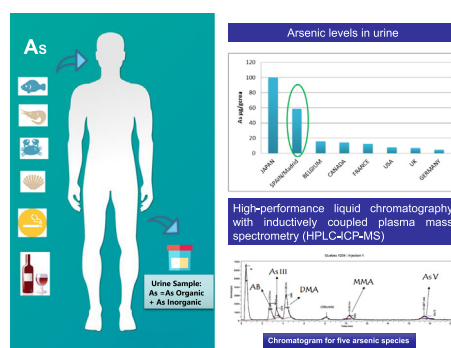 As
Urine Sample:
As =As Organic
+ As Inorganic
Arsenic levels in urine
As µg/gcrea
120
100
80
60
40
20
0
JAPAN
SPAIN/Madrid
BELGIUM
CANADA
FRANCE
USA
UK
GERMANY
High-performance liquid chromatography
with inductively coupled plasma mass
spectrometry (HPLC-ICP-MS)
AB
As III
DMA
MMA
As V
Chromatogram for five arsenic species